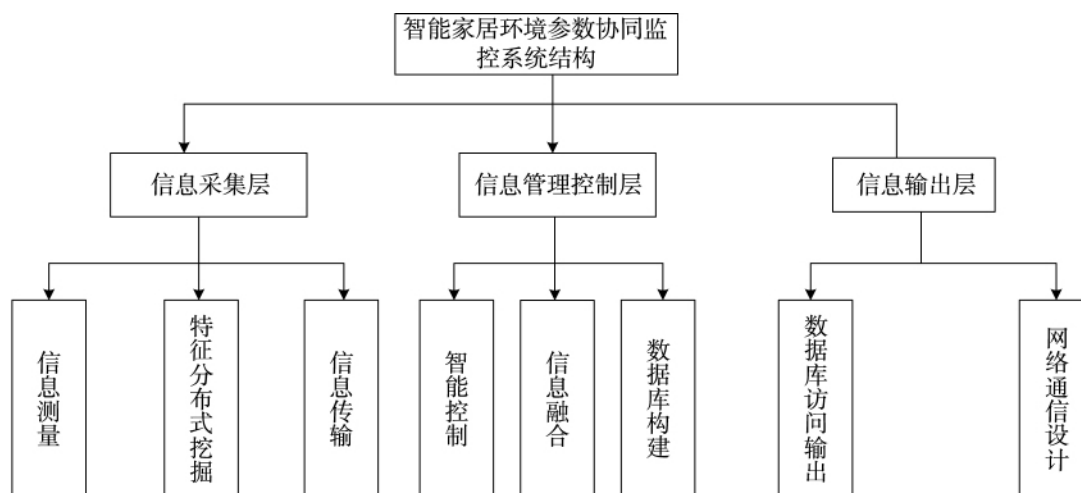 智能家居环境参数协同监
控系统结构
信息采集层
信息管理控制层
信息输出层
信息测量
特征分布式挖掘
信息传输
智能控制
信息融合
数据库构建
数据库访问输出
网络通信设计